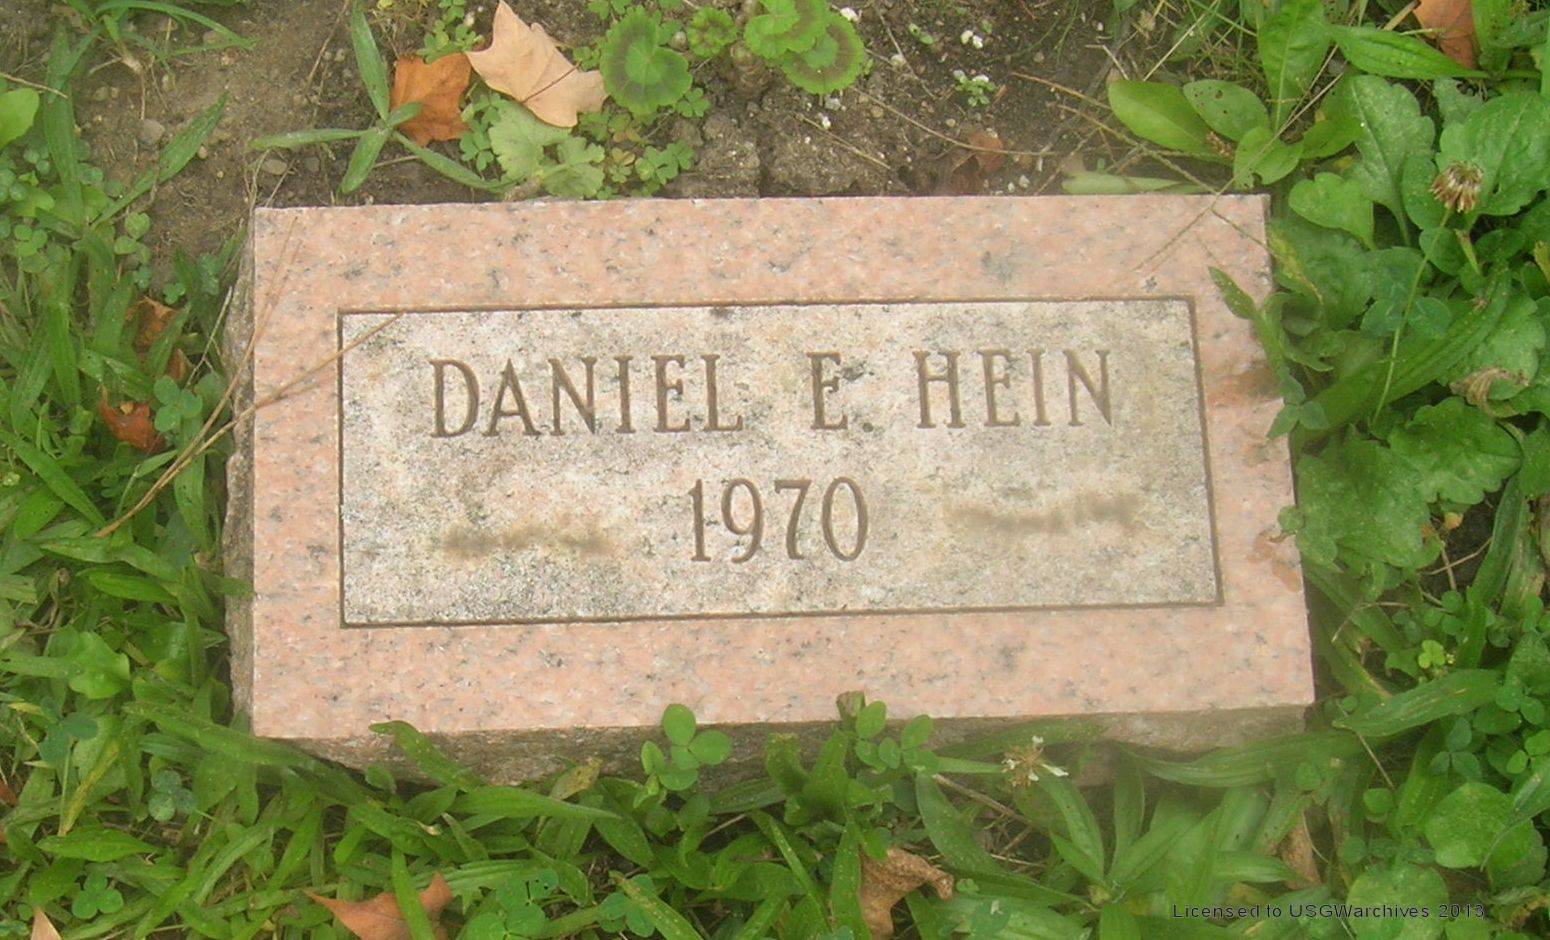 DANIEL E. HEIN
1970
Licensed to USGWarchives 2013